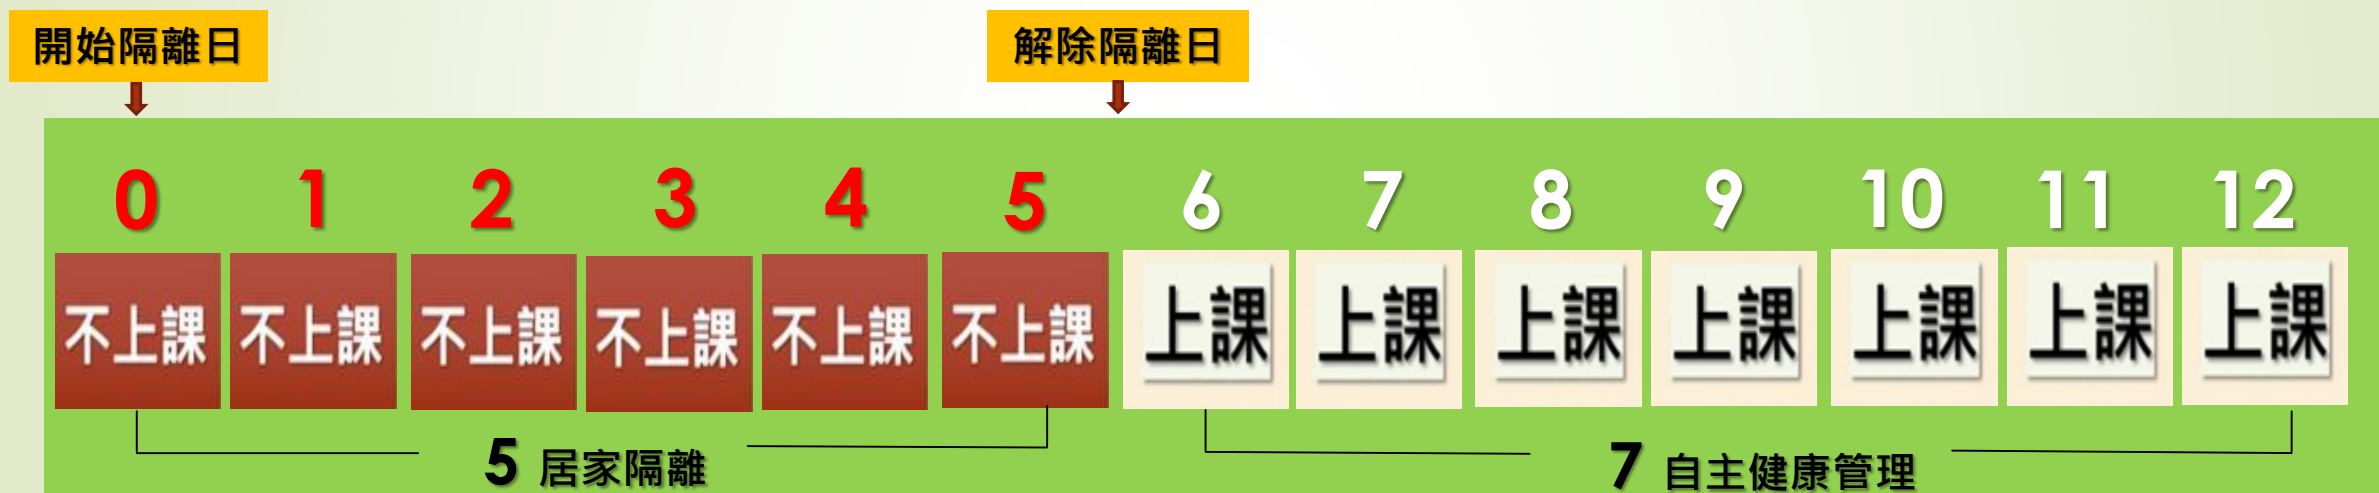 開始隔離日 解除隔離日
0 1 2 3 4 5 6 7 8 9 10 11 12
不上課 不上課 不上課 不上課 不上課 不上課 上課 上課 上課 上課 上課 上課 上課
5 居家隔離 7 自主健康管理